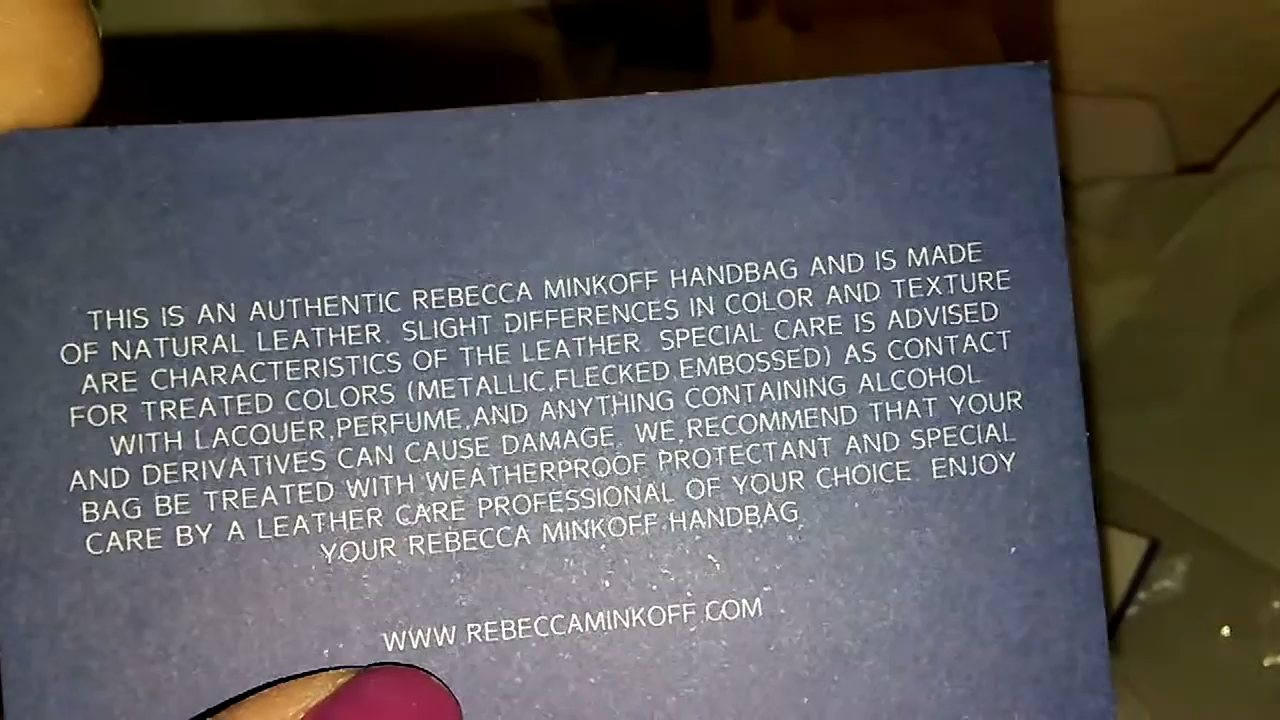 THIS IS AN AUTHENTIC REBECCA MINKOFF HANDBAG AND IS MADE
OF NATURAL LEATHER. SLIGHT DIFFERENCES IN COLOR AND TEXTURE
ARE CHARACTERISTICS OF THE LEATHER. SPECIAL CARE IS ADVISED
FOR TREATED COLORS (METALLIC,FLECKED EMBOSSED) AS CONTACT
WITH LACQUER,PERFUME,AND ANYTHING CONTAINING ALCOHOL
AND DERIVATIVES CAN CAUSE DAMAGE. WE,RECOMMEND THAT YOUR
BAG BE TREATED WITH WEATHERPROOF PROTECTANT AND SPECIAL
CARE BY A LEATHER CARE PROFESSIONAL OF YOUR CHOICE. ENJOY
YOUR REBECCA MINKOFF HANDBAG.
WWW.REBECCAMINKOFF.COM